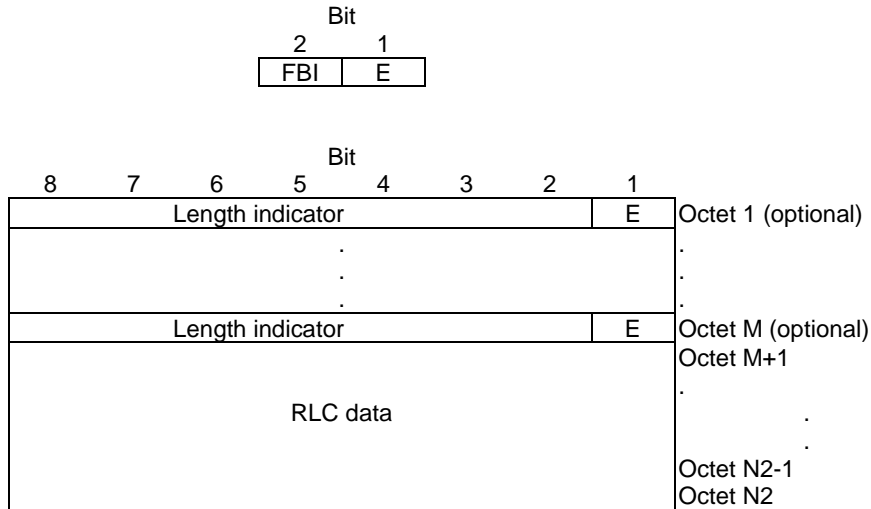 Bit
2 1
FBI E
Bit
8 7 6 5 4 3 2 1
Length indicator E Octet 1 (optional)
. .
. .
. .
Length indicator E Octet M (optional)
Octet M+1
.
RLC data .
.
Octet N2-1
Octet N2